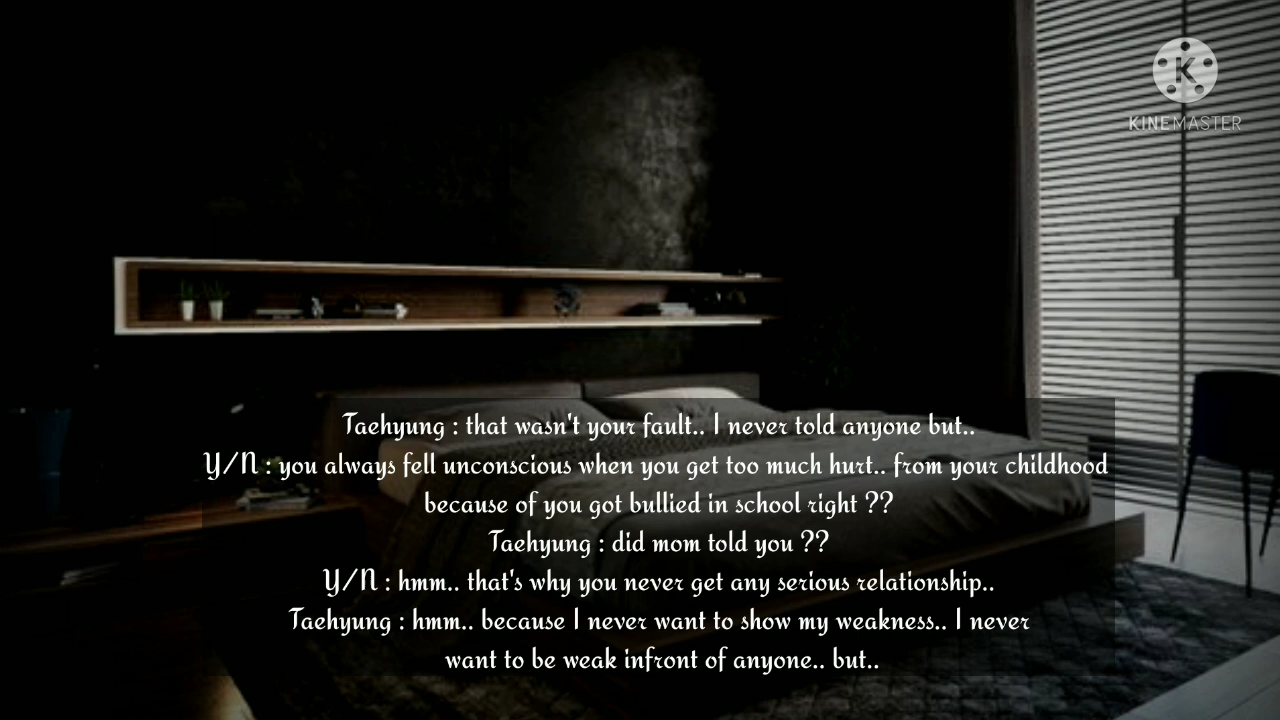 KINEMASTER
Taehyung : that wasn't your fault.. I never told anyone but..
Y/N : you always fell unconscious when you get too much hurt.. from your childhood
because of you got bullied in school right ??
Taehyung : did mom told you ??
Y/N : hmm.. that's why you never get any serious relationship..
Taehyung : hmm.. because I never want to show my weakness.. I never
want to be weak infront of anyone.. but..